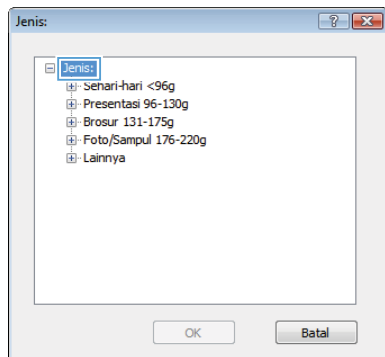 Jenis:
Jenis:
Sehari-hari <96g
Presentasi 96-130g
Brosur 131-175g
Foto/Sampul 176-220g
Lainnya
OK
Batal